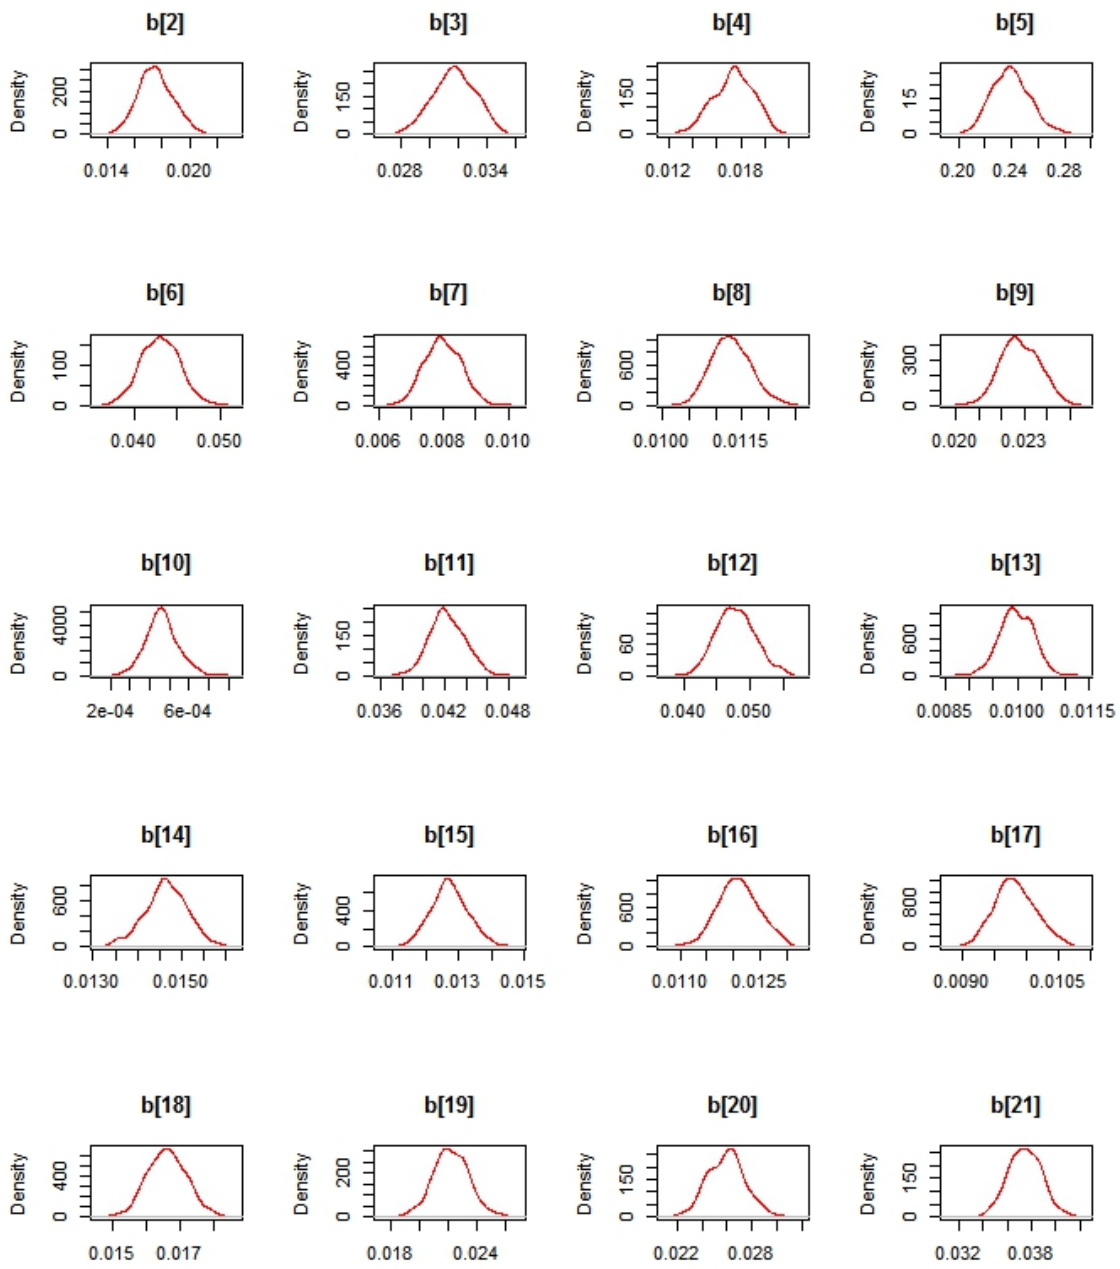 b[2] b[3] b[4] b[5]
Density Density Density Density
0 200 0 150 0 150 0 15
0.014 0.020 0.028 0.034 0.012 0.018 0.20 0.24 0.28
b[6] b[7] b[8] b[9]
Density Density Density Density
0 100 0 400 0 600 0 300
0.040 0.050 0.006 0.008 0.010 0.0100 0.0115 0.020 0.023
b[10] b[11] b[12] b[13]
Density Density Density Density
0 4000 0 150 0 60 0 600
2e-04 6e-04 0.036 0.042 0.048 0.040 0.050 0.0085 0.0100 0.0115
b[14] b[15] b[16] b[17]
Density Density Density Density
0 600 0 400 0 600 0 800
0.0130 0.0150 0.011 0.013 0.015 0.0110 0.0125 0.0090 0.0105
b[18] b[19] b[20] b[21]
Density Density Density Density
0 400 0 200 0 150 0 150
0.015 0.017 0.018 0.024 0.022 0.028 0.032 0.038